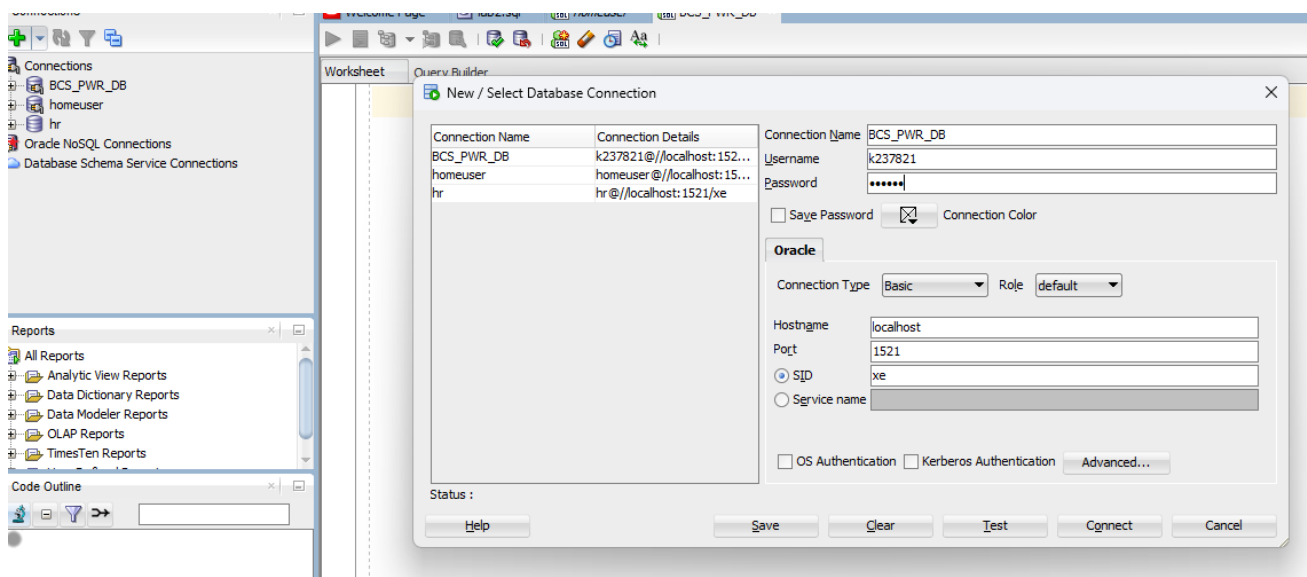 Connections
Welcome Page
lab2.sql
homeuser
BCS_PWR_DB
Connections
BCS_PWR_DB
homeuser
hr
Oracle NoSQL Connections
Database Schema Service Connections
Reports
All Reports
Analytic View Reports
Data Dictionary Reports
Data Modeler Reports
OLAP Reports
TimesTen Reports
Code Outline
Worksheet
Query Builder
New / Select Database Connection
Connection Name Connection Details
BCS_PWR_DB k237821@//localhost:152...
homeuser homeuser@//localhost:15...
hr hr@//localhost:1521/xe
Connection Name BCS_PWR_DB
Username k237821
Password ••••••
Save Password Connection Color
Oracle
Connection Type Basic Role default
Hostname localhost
Port 1521
SID xe
Service name
OS Authentication Kerberos Authentication Advanced...
Status :
Help Save Clear Test Connect Cancel